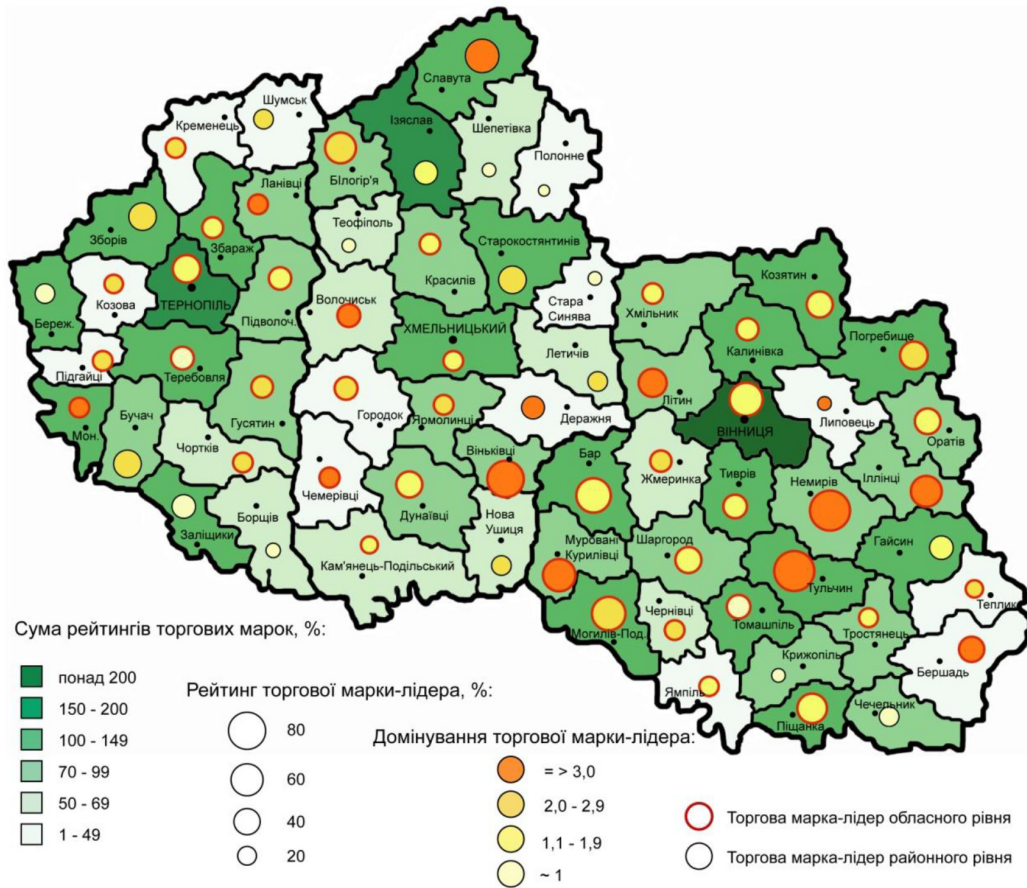 Славута
Шумськ
Кременець
Ізяслав
Шепетівка
Полонне
Білогір'я
Ланівці
Теофіполь
Зборів
Збараж
Старокостянтинів
Красилів
Козятин
ТЕРНОПІЛЬ
Козова
Підволоч.
Волочиськ
Стара
Синява
Хмільник
Береж.
ХМЕЛЬНИЦЬКИЙ
Калинівка
Погребище
Летичів
Підгайці
Теребовля
Літин
Городок
Ярмолинці
Деражня
Липовець
Мон.
Бучач
Гусятин
ВІННИЦЯ
Оратів
Чортків
Віньківці
Бар
Жмеринка
Тиврів
Немирів
Іллінці
Чемерівці
Дунаївці
Нова
Ушиця
Заліщики
Борщів
Муровані
Курилівці
Шаргород
Гайсин
Кам'янець-Подільський
Тульчин
Теплик
Чернівці
Томашпіль
Могилів-Под.
Тростянець
Крижопіль
Бершадь
Ямпіль
Піщанка
Чечельник
Сума рейтингів торгових марок, %:
понад 200
150 - 200
100 - 149
70 - 99
50 - 69
1 - 49
Рейтинг торгової марки-лідера, %:
80
60
40
20
Домінування торгової марки-лідера:
= > 3,0
2,0 - 2,9
1,1 - 1,9
~ 1
Торгова марка-лідер обласного рівня
Торгова марка-лідер районного рівня